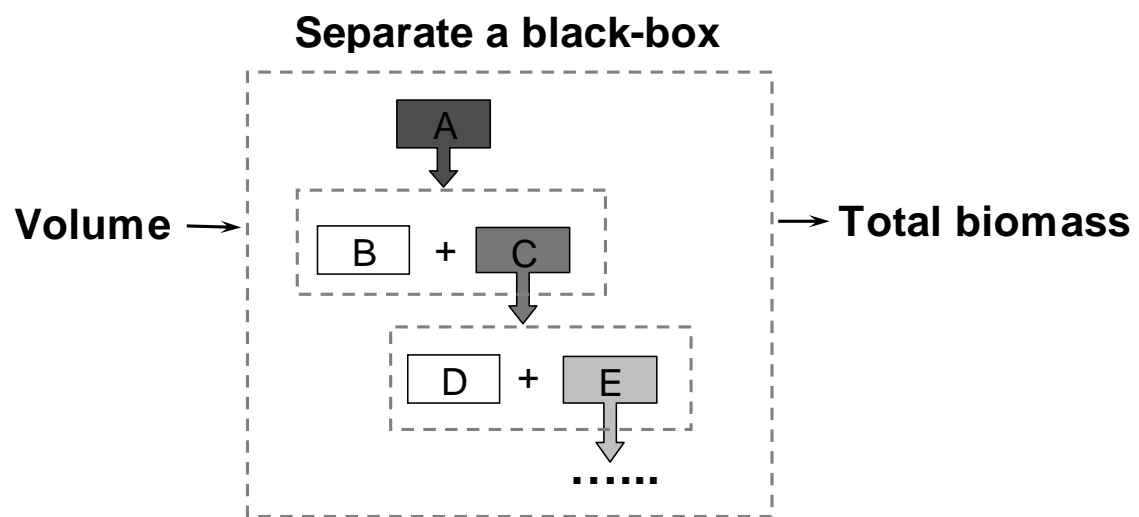 Separate a black-box
A
Volume
Total biomass
B + C
D + E
…...